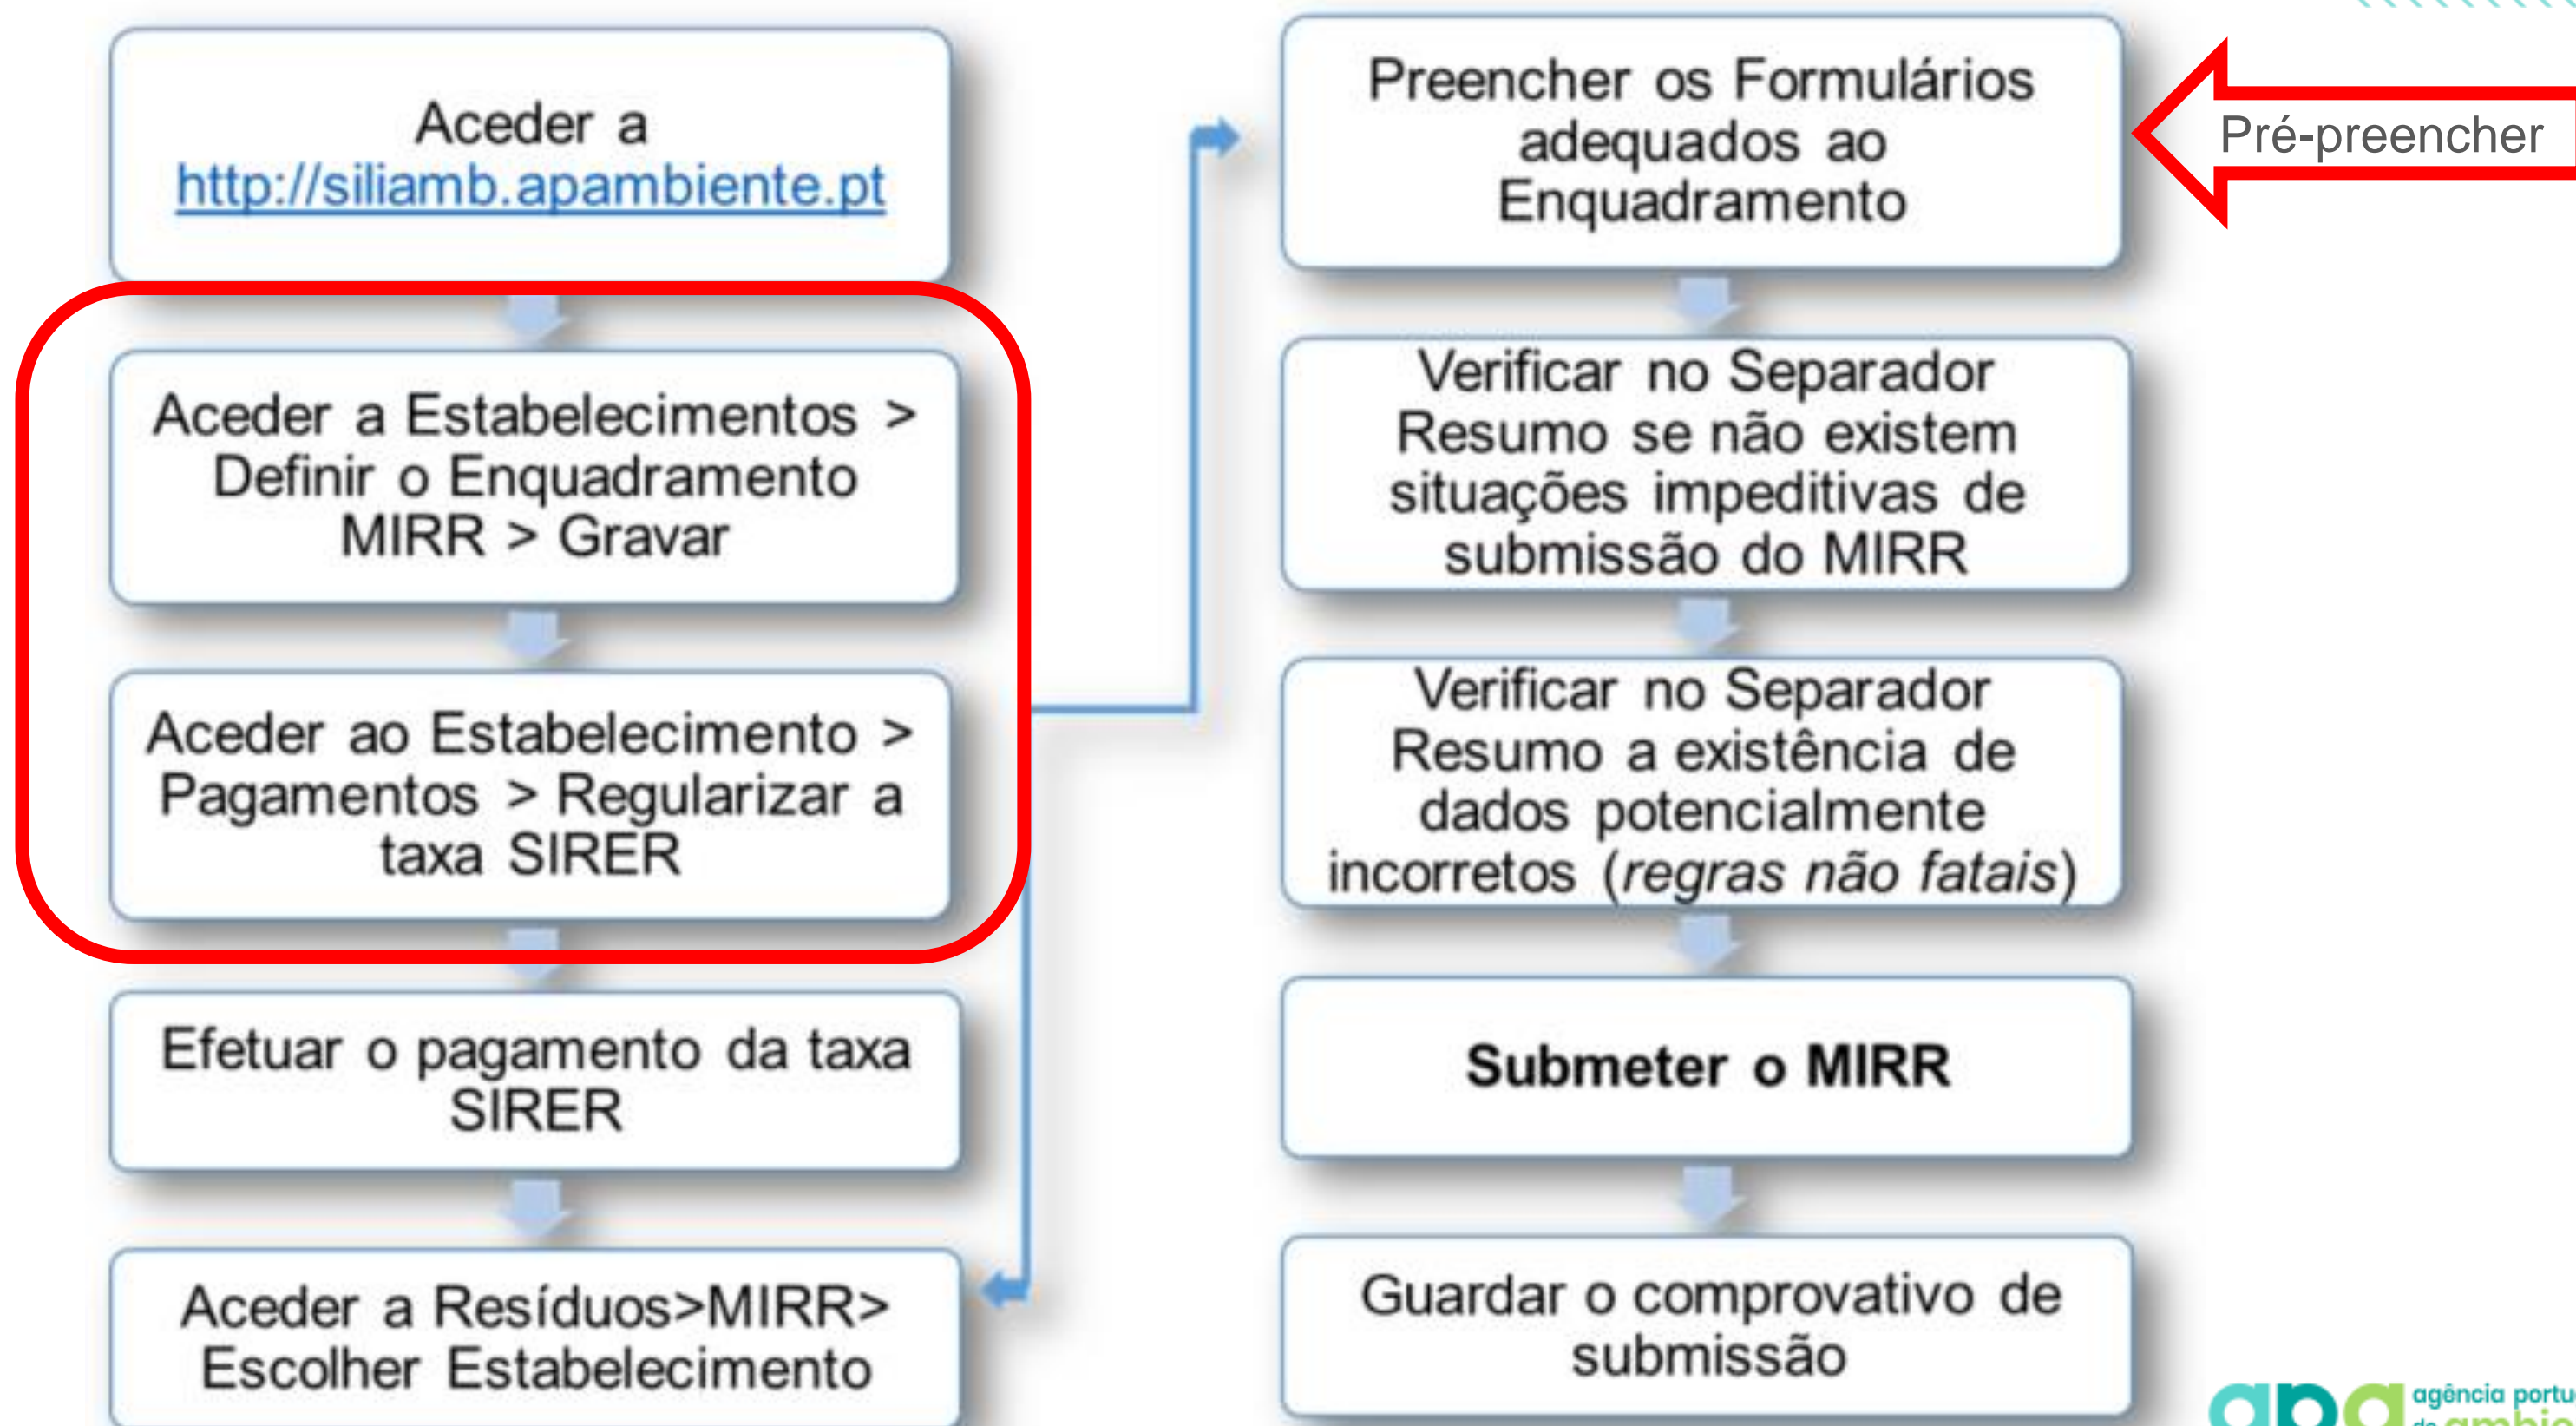 Aceder a
http://siliamb.apambiente.pt
Aceder a Estabelecimentos >
Definir o Enquadramento
MIRR > Gravar
Aceder ao Estabelecimento >
Pagamentos > Regularizar a
taxa SIRER
Efetuar o pagamento da taxa
SIRER
Aceder a Resíduos>MIRR>
Escolher Estabelecimento
Preencher os Formulários
adequados ao
Enquadramento
Pré-preencher
Verificar no Separador
Resumo se não existem
situações impeditivas de
submissão do MIRR
Verificar no Separador
Resumo a existência de
dados potencialmente
incorretos (regras não fatais)
Submeter o MIRR
Guardar o comprovativo de
submissão
apa
agência